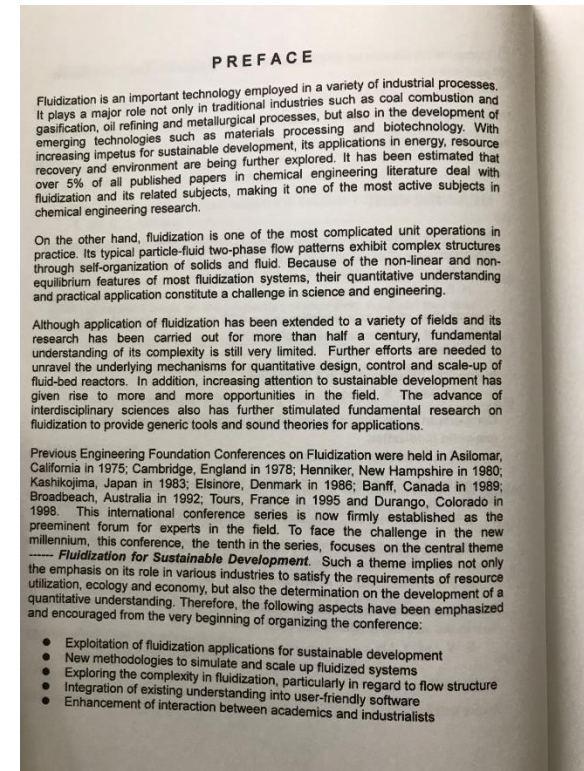 PREFACE
Fluidization is an important technology employed in a variety of industrial processes.
It plays a major role not only in traditional industries such as coal combustion and
gasification, oil refining and metallurgical processes, but also in the development of
emerging technologies such as materials processing and biotechnology. With
increasing impetus for sustainable development, its applications in energy, resource
recovery and environment are being further explored. It has been estimated that
over 5% of all published papers in chemical engineering literature deal with
fluidization and its related subjects, making it one of the most active subjects in
chemical engineering research.
On the other hand, fluidization is one of the most complicated unit operations in
practice. Its typical particle-fluid two-phase flow patterns exhibit complex structures
through self-organization of solids and fluid. Because of the non-linear and non-
equilibrium features of most fluidization systems, their quantitative understanding
and practical application constitute a challenge in science and engineering.
Although application of fluidization has been extended to a variety of fields and its
research has been carried out for more than half a century, fundamental
understanding of its complexity is still very limited. Further efforts are needed to
unravel the underlying mechanisms for quantitative design, control and scale-up of
fluid-bed reactors. In addition, increasing attention to sustainable development has
given rise to more and more opportunities in the field. The advance of
interdisciplinary sciences also has further stimulated fundamental research on
fluidization to provide generic tools and sound theories for applications.
Previous Engineering Foundation Conferences on Fluidization were held in Asilomar,
California in 1975; Cambridge, England in 1978; Henniker, New Hampshire in 1980;
Kashikojima, Japan in 1983; Elsinore, Denmark in 1986; Banff, Canada in 1989;
Broadbeach, Australia in 1992; Tours, France in 1995 and Durango, Colorado in
1998. This international conference series is now firmly established as the
preeminent forum for experts in the field. To face the challenge in the new
millennium, this conference, the tenth in the series, focuses on the central theme
------ Fluidization for Sustainable Development. Such a theme implies not only
the emphasis on its role in various industries to satisfy the requirements of resource
utilization, ecology and economy, but also the determination on the development of a
quantitative understanding. Therefore, the following aspects have been emphasized
and encouraged from the very beginning of organizing the conference:
● Exploitation of fluidization applications for sustainable development
● New methodologies to simulate and scale up fluidized systems
● Exploring the complexity in fluidization, particularly in regard to flow structure
● Integration of existing understanding into user-friendly software
● Enhancement of interaction between academics and industrialists